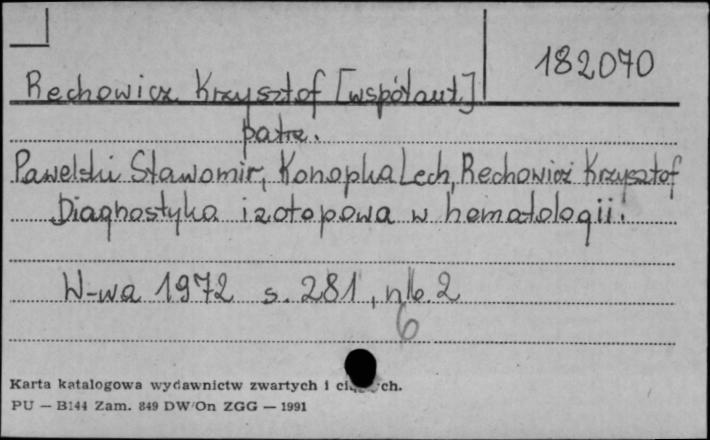 182070
Rechowicz Krzysztof [współaut.]
patrz.
Pawelski Sławomir, Konopka Lech, Rechowicz Krzysztof
Diagnostyka izotopowa w hematologii.
W-wa 1972 s. 281, nlb. 2
6
Karta katalogowa wydawnictw zwartych i
PU — B144 Zam. 849 DW/On ZGG — 1991